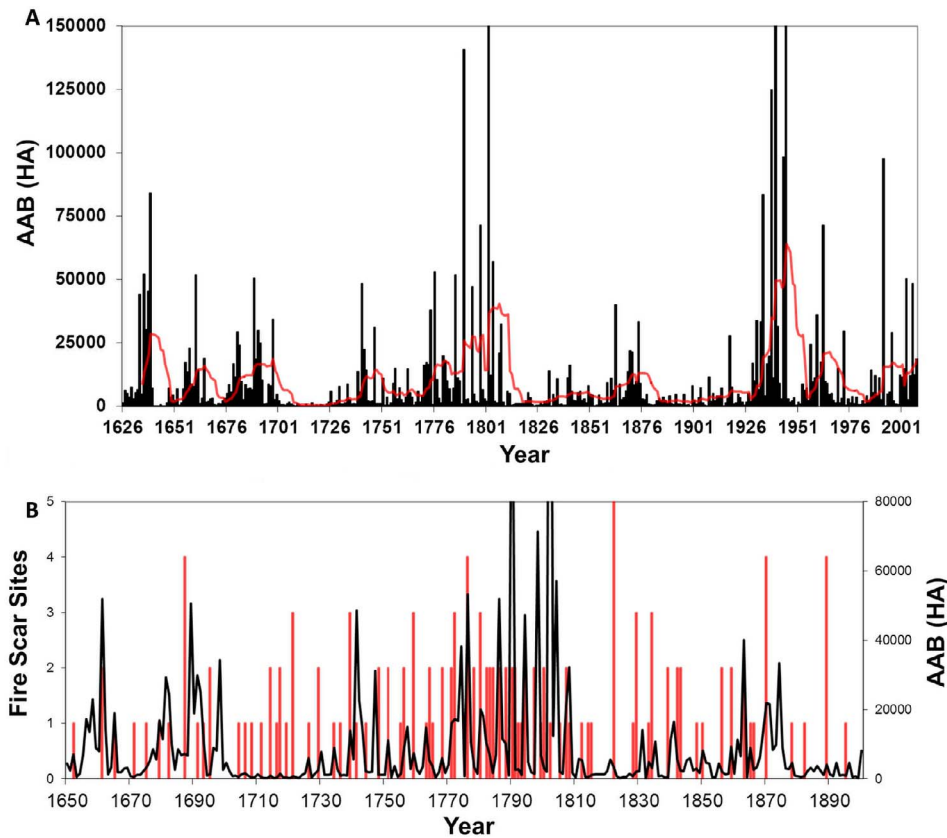 A
150000
125000
100000
75000
50000
25000
0
AAB (HA)
1626 1651 1676 1701 1726 1751 1776 1801 1826 1851 1876 1901 1926 1951 1976 2001
Year
B
5
4
3
2
1
0
Fire Scar Sites
80000
60000
40000
20000
0
AAB (HA)
1650 1670 1690 1710 1730 1750 1770 1790 1810 1830 1850 1870 1890
Year